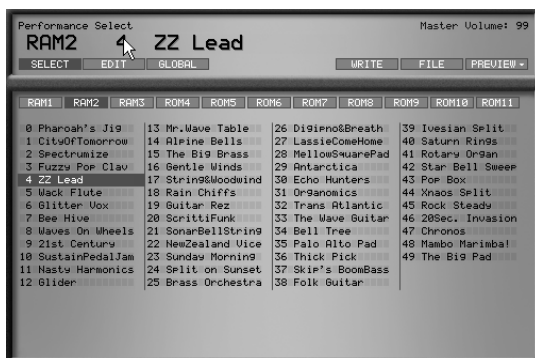 Performance Select Master Volume: 99
RAM2 4 ZZ Lead
SELECT EDIT GLOBAL WRITE FILE PREVIEW
RAM1 RAM2 RAM3 ROM4 ROM5 ROM6 ROM7 ROM8 ROM9 ROM10 ROM11
0 Pharoah's Jig 13 Mr.Wave Table 26 Digipno&Breath 39 Ivesian Split
1 CityOfTomorrow 14 Alpine Bells 27 LassieComeHome 40 Saturn Rings
2 Spectrumize 15 The Big Brass 28 MellowSquarePad 41 Rotary Organ
3 Fuzzy Pop Clav 16 Gentle Winds 29 Antarctica 42 Star Bell Sweep
4 ZZ Lead 17 String&Woodwind 30 Echo Hunters 43 Pop Box
5 Wack Flute 18 Rain Chiffs 31 Organomics 44 Xnaos Split
6 Glitter Vox 19 Guitar Rez 32 Trans Atlantic 45 Rock Steady
7 Bee Hive 20 ScrittiFunk 33 The Wave Guitar 46 20Sec. Invasion
8 Waves On Wheels 21 SonarBellString 34 Bell Tree 47 Chronos
9 21st Century 22 NewZealand Vice 35 Palo Alto Pad 48 Mambo Marimba!
10 SustainPedalJam 23 Sunday Morning 36 Thick Pick 49 The Big Pad
11 Nasty Harmonics 24 Split on Sunset 37 Skip's BoomBass
12 Glider 25 Brass Orchestra 38 Folk Guitar